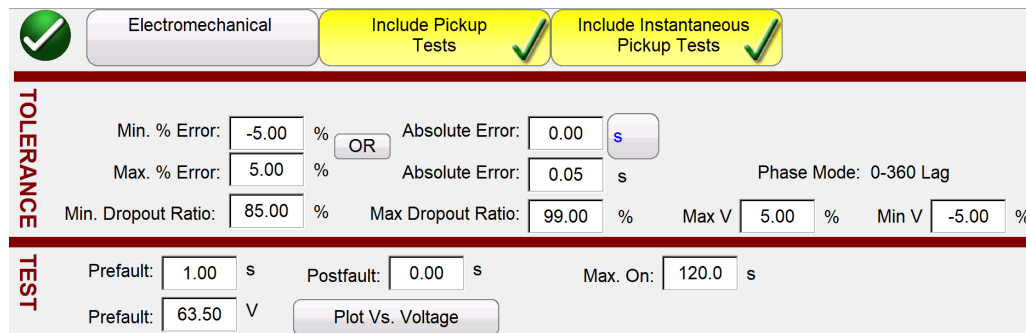 Electromechanical
Include Pickup
Tests
Include Instantaneous
Pickup Tests
TOLERANCE
Min. % Error: -5.00 % OR Absolute Error: 0.00 s
Max. % Error: 5.00 % Absolute Error: 0.05 s Phase Mode: 0-360 Lag
Min. Dropout Ratio: 85.00 % Max Dropout Ratio: 99.00 % Max V 5.00 % Min V -5.00 %
TEST
Prefault: 1.00 s Postfault: 0.00 s Max. On: 120.0 s
Prefault: 63.50 V Plot Vs. Voltage